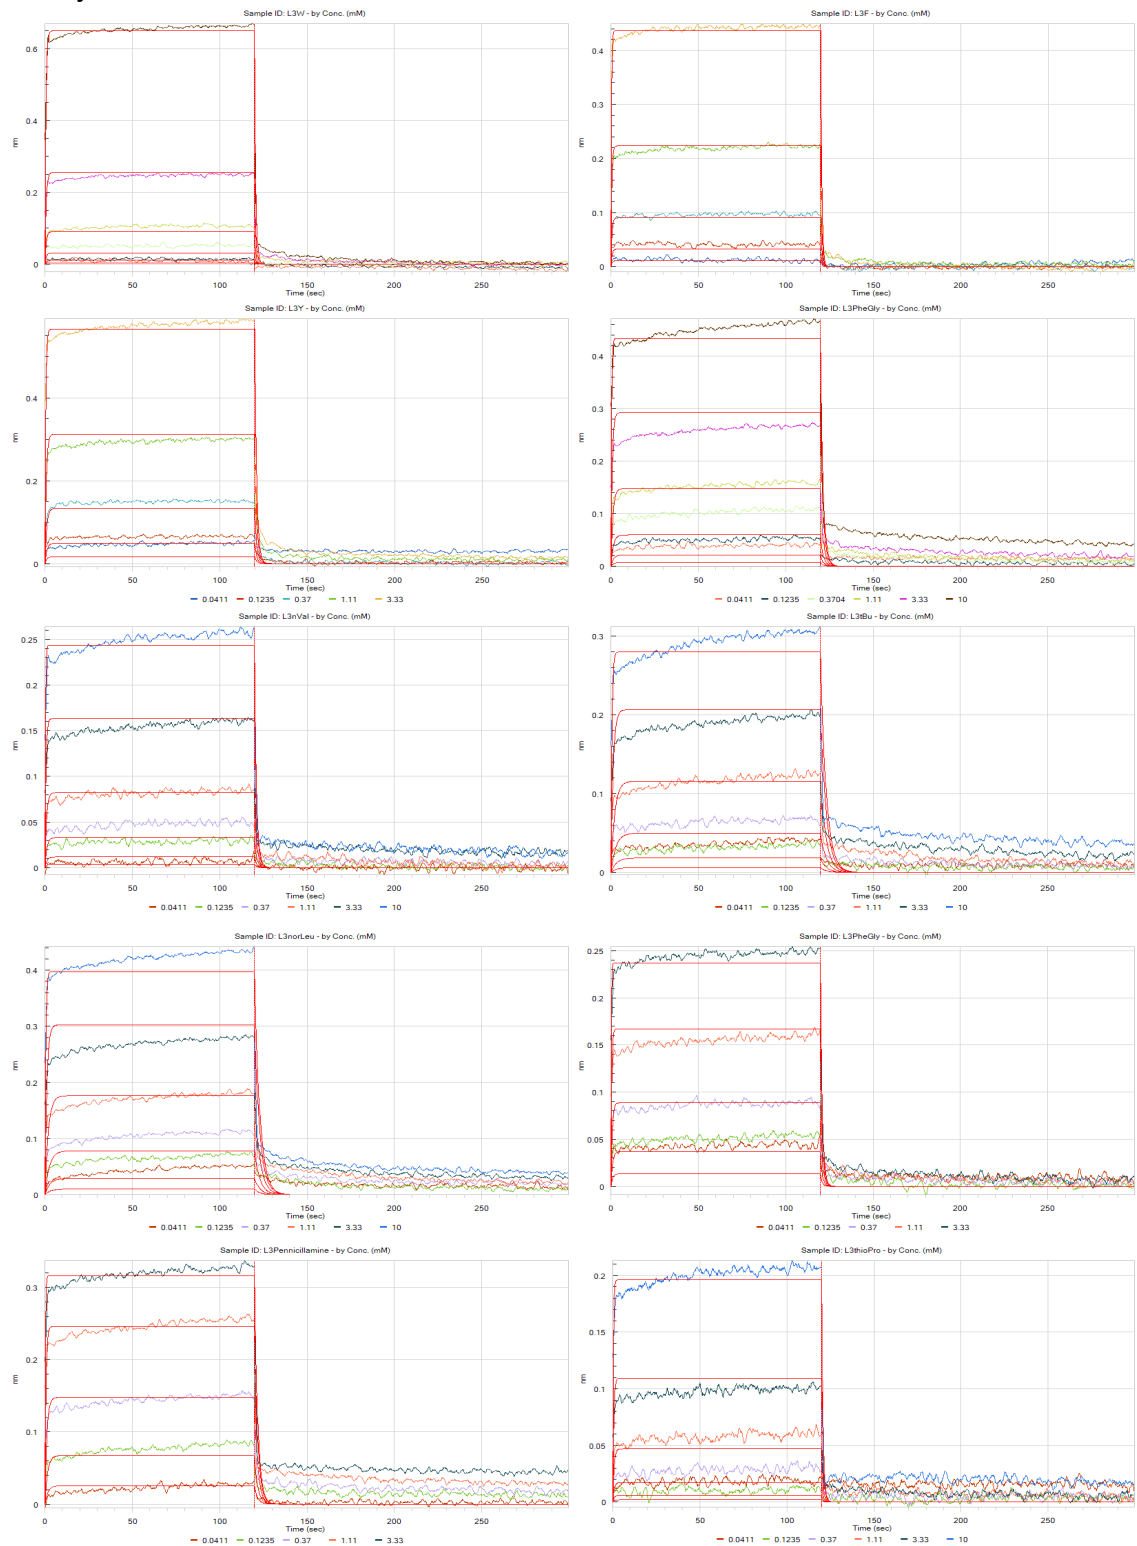 Sample ID: L3W - by Conc. (mM)
0.6
0.4
0.2
0
nm
0 50 100 150 200 250
Time (sec)
Sample ID: L3F - by Conc. (mM)
0.4
0.3
0.2
0.1
0
nm
0 50 100 150 200 250
Time (sec)
Sample ID: L3Y - by Conc. (mM)
0.4
0.2
0
nm
0 50 100 150 200 250
Time (sec)
0.0411 0.1235 0.37 1.11 3.33
Sample ID: L3PheGly - by Conc. (mM)
0.4
0.3
0.2
0.1
0
nm
0 50 100 150 200 250
Time (sec)
0.0411 0.1235 0.3704 1.11 3.33 10
Sample ID: L3nVal - by Conc. (mM)
0.25
0.2
0.15
0.1
0.05
0
nm
0 50 100 150 200 250
Time (sec)
0.0411 0.1235 0.37 1.11 3.33 10
Sample ID: L3tBu - by Conc. (mM)
0.3
0.2
0.1
0
nm
0 50 100 150 200 250
Time (sec)
0.0411 0.1235 0.37 1.11 3.33 10
Sample ID: L3norLeu - by Conc. (mM)
0.4
0.3
0.2
0.1
0
nm
0 50 100 150 200 250
Time (sec)
0.0411 0.1235 0.37 1.11 3.33 10
Sample ID: L3PheGly - by Conc. (mM)
0.25
0.2
0.15
0.1
0.05
0
nm
0 50 100 150 200 250
Time (sec)
0.0411 0.1235 0.37 1.11 3.33
Sample ID: L3Pennicillamine - by Conc. (mM)
0.3
0.2
0.1
0
nm
0 50 100 150 200 250
Time (sec)
0.0411 0.1235 0.37 1.11 3.33
Sample ID: L3thioPro - by Conc. (mM)
0.2
0.15
0.1
0.05
0
nm
0 50 100 150 200 250
Time (sec)
0.0411 0.1235 0.37 1.11 3.33 10